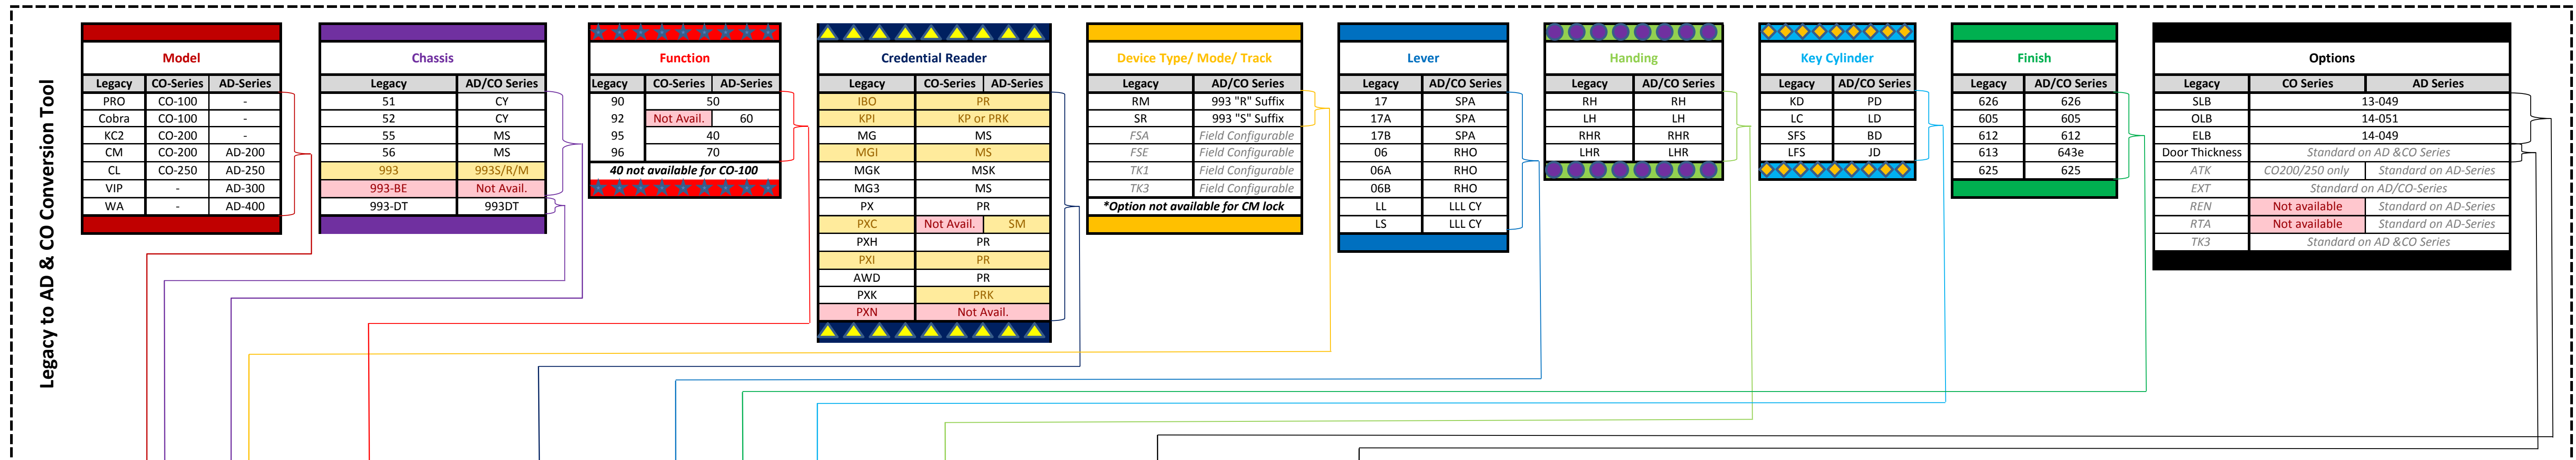 Legacy to AD & CO Conversion Tool
Model
Legacy CO-Series AD-Series
PRO CO-100 -
Cobra CO-100 -
KC2 CO-200 -
CM CO-200 AD-200
CL CO-250 AD-250
VIP - AD-300
WA - AD-400
Chassis
Legacy AD/CO Series
51 CY
52 CY
55 MS
56 MS
993 993S/R/M
993-BE Not Avail.
993-DT 993DT
Function
Legacy CO-Series AD-Series
90 50
92 Not Avail. 60
95 40
96 70
40 not available for CO-100
Credential Reader
Legacy CO-Series AD-Series
IBO PR
KPI KP or PRK
MG MS
MGI MS
MGK MSK
MG3 MS
PX PR
PXC Not Avail. SM
PXH PR
PXI PR
AWD PR
PXK PRK
PXN Not Avail.
Device Type/ Mode/ Track
Legacy AD/CO Series
RM 993 "R" Suffix
SR 993 "S" Suffix
FSA Field Configurable
FSE Field Configurable
TK1 Field Configurable
TK3 Field Configurable
*Option not available for CM lock
Lever
Legacy AD/CO Series
17 SPA
17A SPA
17B SPA
06 RHO
06A RHO
06B RHO
LL LLL CY
LS LLL CY
Handing
Legacy AD/CO Series
RH RH
LH LH
RHR RHR
LHR LHR
Key Cylinder
Legacy AD/CO Series
KD PD
LC LD
SFS BD
LFS JD
Finish
Legacy AD/CO Series
626 626
605 605
612 612
613 643e
625 625
Options
Legacy CO Series AD Series
SLB 13-049
OLB 14-051
ELB 14-049
Door Thickness Standard on AD &CO Series
ATK CO200/250 only Standard on AD-Series
EXT Standard on AD/CO-Series
REN Not available Standard on AD-Series
RTA Not available Standard on AD-Series
TK3 Standard on AD &CO Series